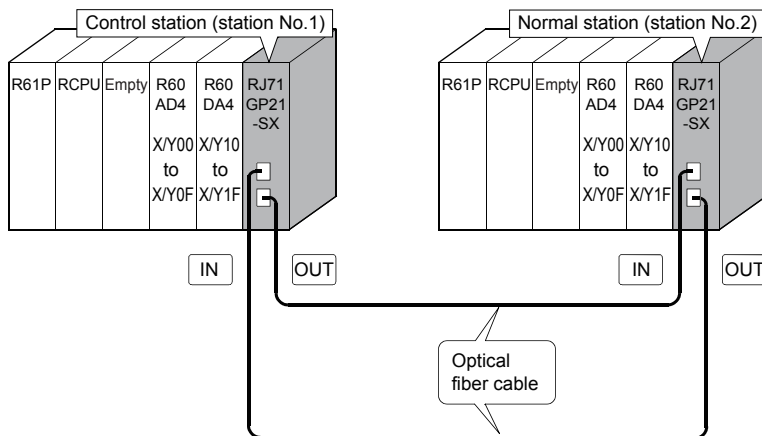 Control station (station No.1)
R61P
RCPU
Empty
R60
AD4
X/Y00
to
X/Y0F
R60
DA4
X/Y10
to
X/Y1F
RJ71
GP21
-SX
Normal station (station No.2)
R61P
RCPU
Empty
R60
AD4
X/Y00
to
X/Y0F
R60
DA4
X/Y10
to
X/Y1F
RJ71
GP21
-SX
IN
OUT
IN
OUT
Optical
fiber cable